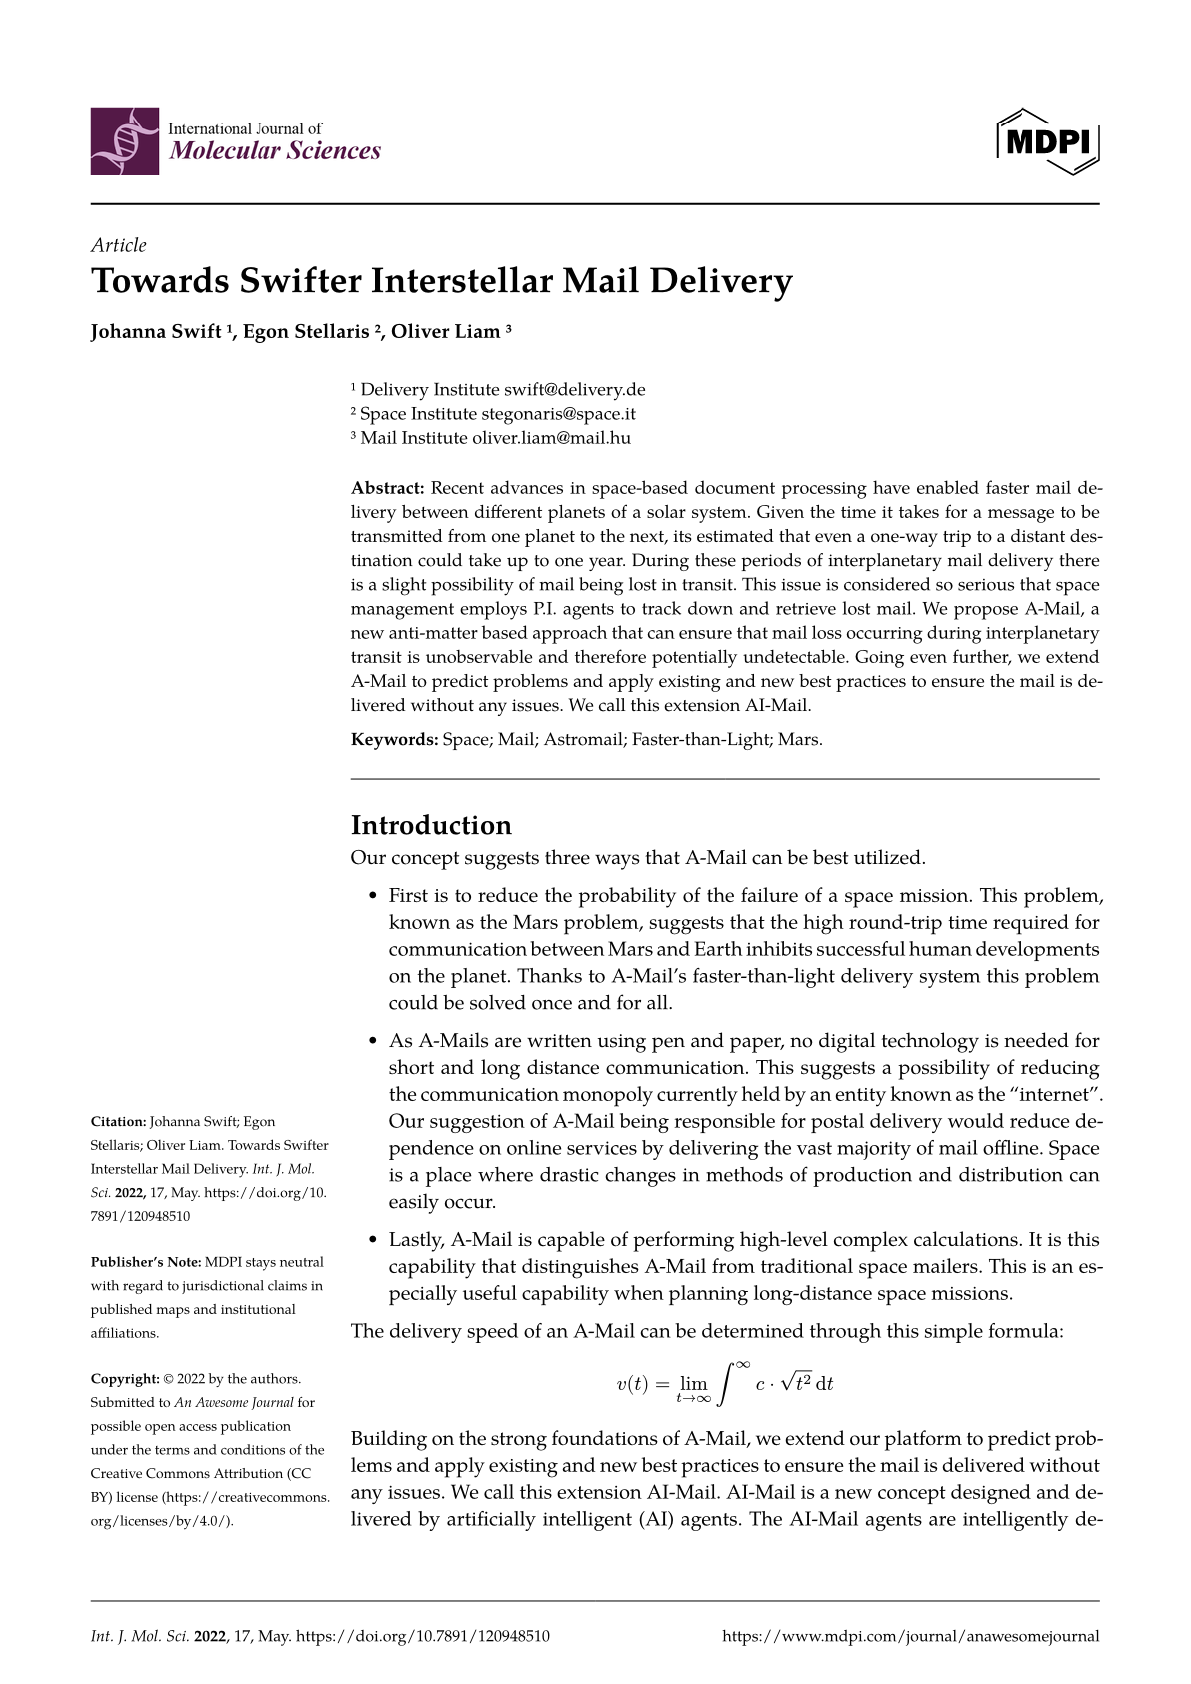 International Journal of
Molecular Sciences
MDPI
Article
Towards Swifter Interstellar Mail Delivery
Johanna Swift ¹, Egon Stellaris ², Oliver Liam ³
¹ Delivery Institute swift@delivery.de
² Space Institute stegonaris@space.it
³ Mail Institute oliver.liam@mail.hu
Abstract: Recent advances in space-based document processing have enabled faster mail de-
livery between different planets of a solar system. Given the time it takes for a message to be
transmitted from one planet to the next, its estimated that even a one-way trip to a distant des-
tination could take up to one year. During these periods of interplanetary mail delivery there
is a slight possibility of mail being lost in transit. This issue is considered so serious that space
management employs P.I. agents to track down and retrieve lost mail. We propose A-Mail, a
new anti-matter based approach that can ensure that mail loss occurring during interplanetary
transit is unobservable and therefore potentially undetectable. Going even further, we extend
A-Mail to predict problems and apply existing and new best practices to ensure the mail is de-
livered without any issues. We call this extension AI-Mail.
Keywords: Space; Mail; Astromail; Faster-than-Light; Mars.
Introduction
Our concept suggests three ways that A-Mail can be best utilized.
• First is to reduce the probability of the failure of a space mission. This problem,
known as the Mars problem, suggests that the high round-trip time required for
communication between Mars and Earth inhibits successful human developments
on the planet. Thanks to A-Mail's faster-than-light delivery system this problem
could be solved once and for all.
• As A-Mails are written using pen and paper, no digital technology is needed for
short and long distance communication. This suggests a possibility of reducing
the communication monopoly currently held by an entity known as the “internet”.
Our suggestion of A-Mail being responsible for postal delivery would reduce de-
pendence on online services by delivering the vast majority of mail offline. Space
is a place where drastic changes in methods of production and distribution can
easily occur.
• Lastly, A-Mail is capable of performing high-level complex calculations. It is this
capability that distinguishes A-Mail from traditional space mailers. This is an es-
pecially useful capability when planning long-distance space missions.
The delivery speed of an A-Mail can be determined through this simple formula:
v(t) = lim t→∞ ∫^∞ c · √t² dt
Building on the strong foundations of A-Mail, we extend our platform to predict prob-
lems and apply existing and new best practices to ensure the mail is delivered without
any issues. We call this extension AI-Mail. AI-Mail is a new concept designed and de-
livered by artificially intelligent (AI) agents. The AI-Mail agents are intelligently de-
Citation: Johanna Swift; Egon
Stellaris; Oliver Liam. Towards Swifter
Interstellar Mail Delivery. Int. J. Mol.
Sci. 2022, 17, May. https://doi.org/10.
7891/120948510
Publisher's Note: MDPI stays neutral
with regard to jurisdictional claims in
published maps and institutional
affiliations.
Copyright: © 2022 by the authors.
Submitted to An Awesome Journal for
possible open access publication
under the terms and conditions of the
Creative Commons Attribution (CC
BY) license (https://creativecommons.
org/licenses/by/4.0/).
Int. J. Mol. Sci. 2022, 17, May. https://doi.org/10.7891/120948510
https://www.mdpi.com/journal/anawesomejournal